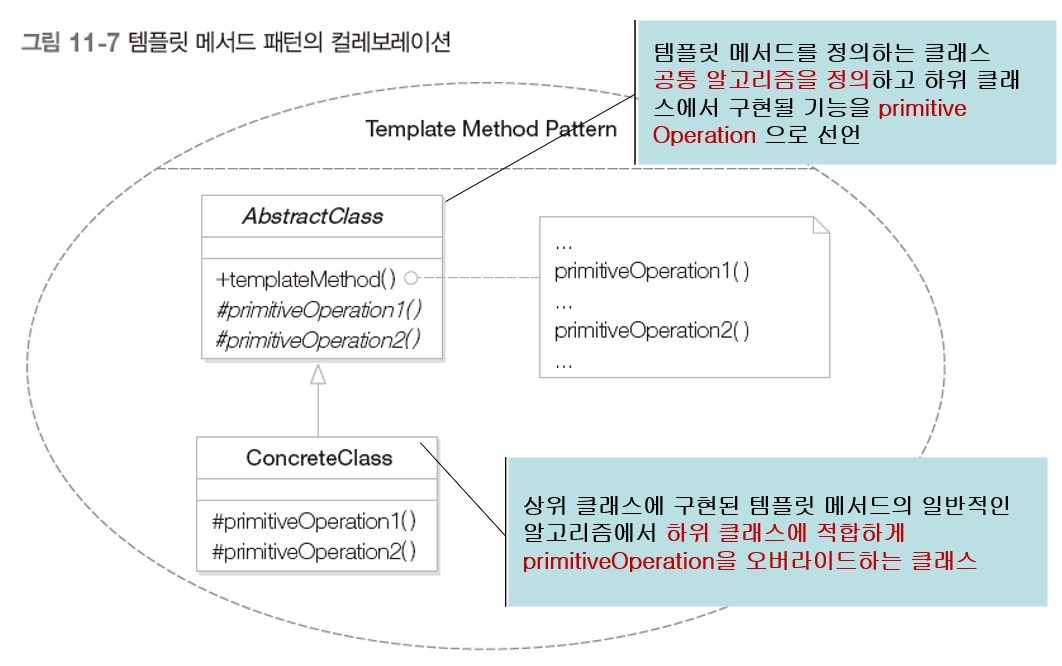 그림 11-7 템플릿 메서드 패턴의 컬레보레이션
템플릿 메서드를 정의하는 클래스
공통 알고리즘을 정의하고 하위 클래
스에서 구현될 기능을 primitive
Operation 으로 선언
Template Method Pattern
AbstractClass
+templateMethod()
#primitiveOperation1()
#primitiveOperation2()
...
primitiveOperation1( )
...
primitiveOperation2( )
...
ConcreteClass
#primitiveOperation1()
#primitiveOperation2()
상위 클래스에 구현된 템플릿 메서드의 일반적인
알고리즘에서 하위 클래스에 적합하게
primitiveOperation을 오버라이드하는 클래스